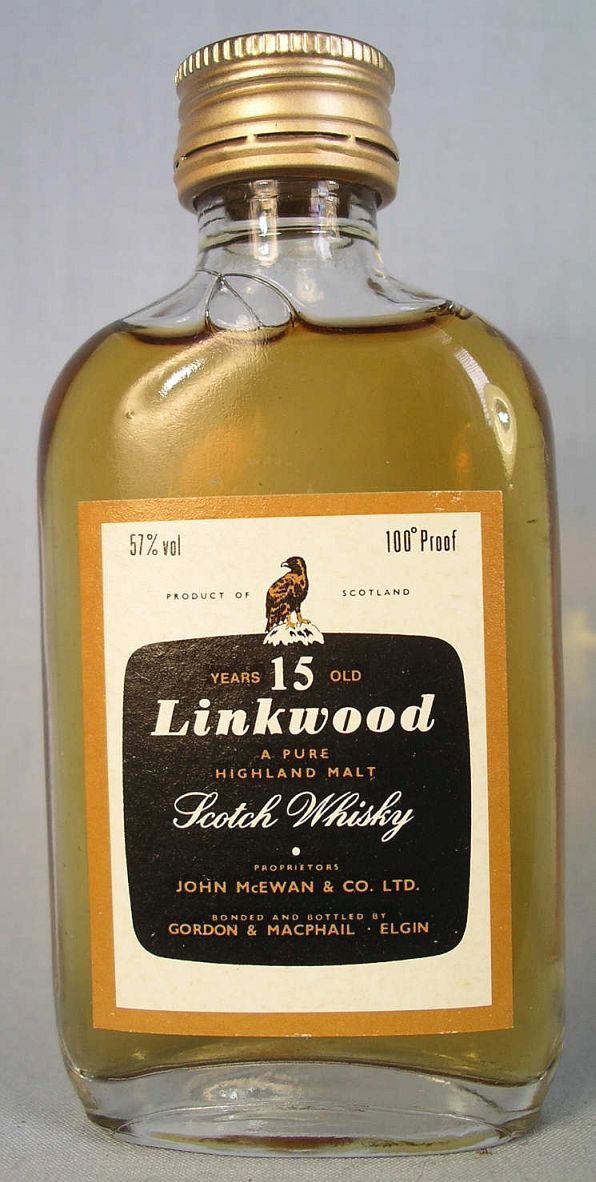 57% vol 100° Proof
PRODUCT OF SCOTLAND
YEARS 15 OLD
Linkwood
A PURE
HIGHLAND MALT
Scotch Whisky
•
PROPRIETORS
JOHN McEWAN & CO. LTD.
BONDED AND BOTTLED BY
GORDON & MACPHAIL · ELGIN